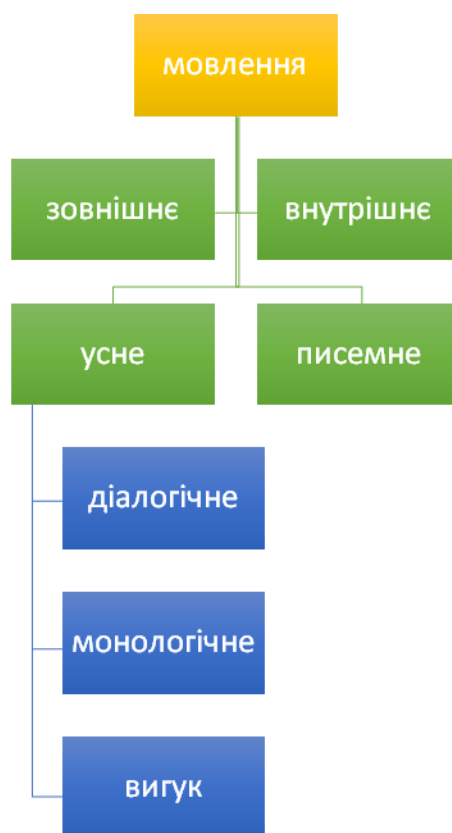 мовлення
зовнішнє
внутрішнє
усне
писемне
діалогічне
монологічне
вигук